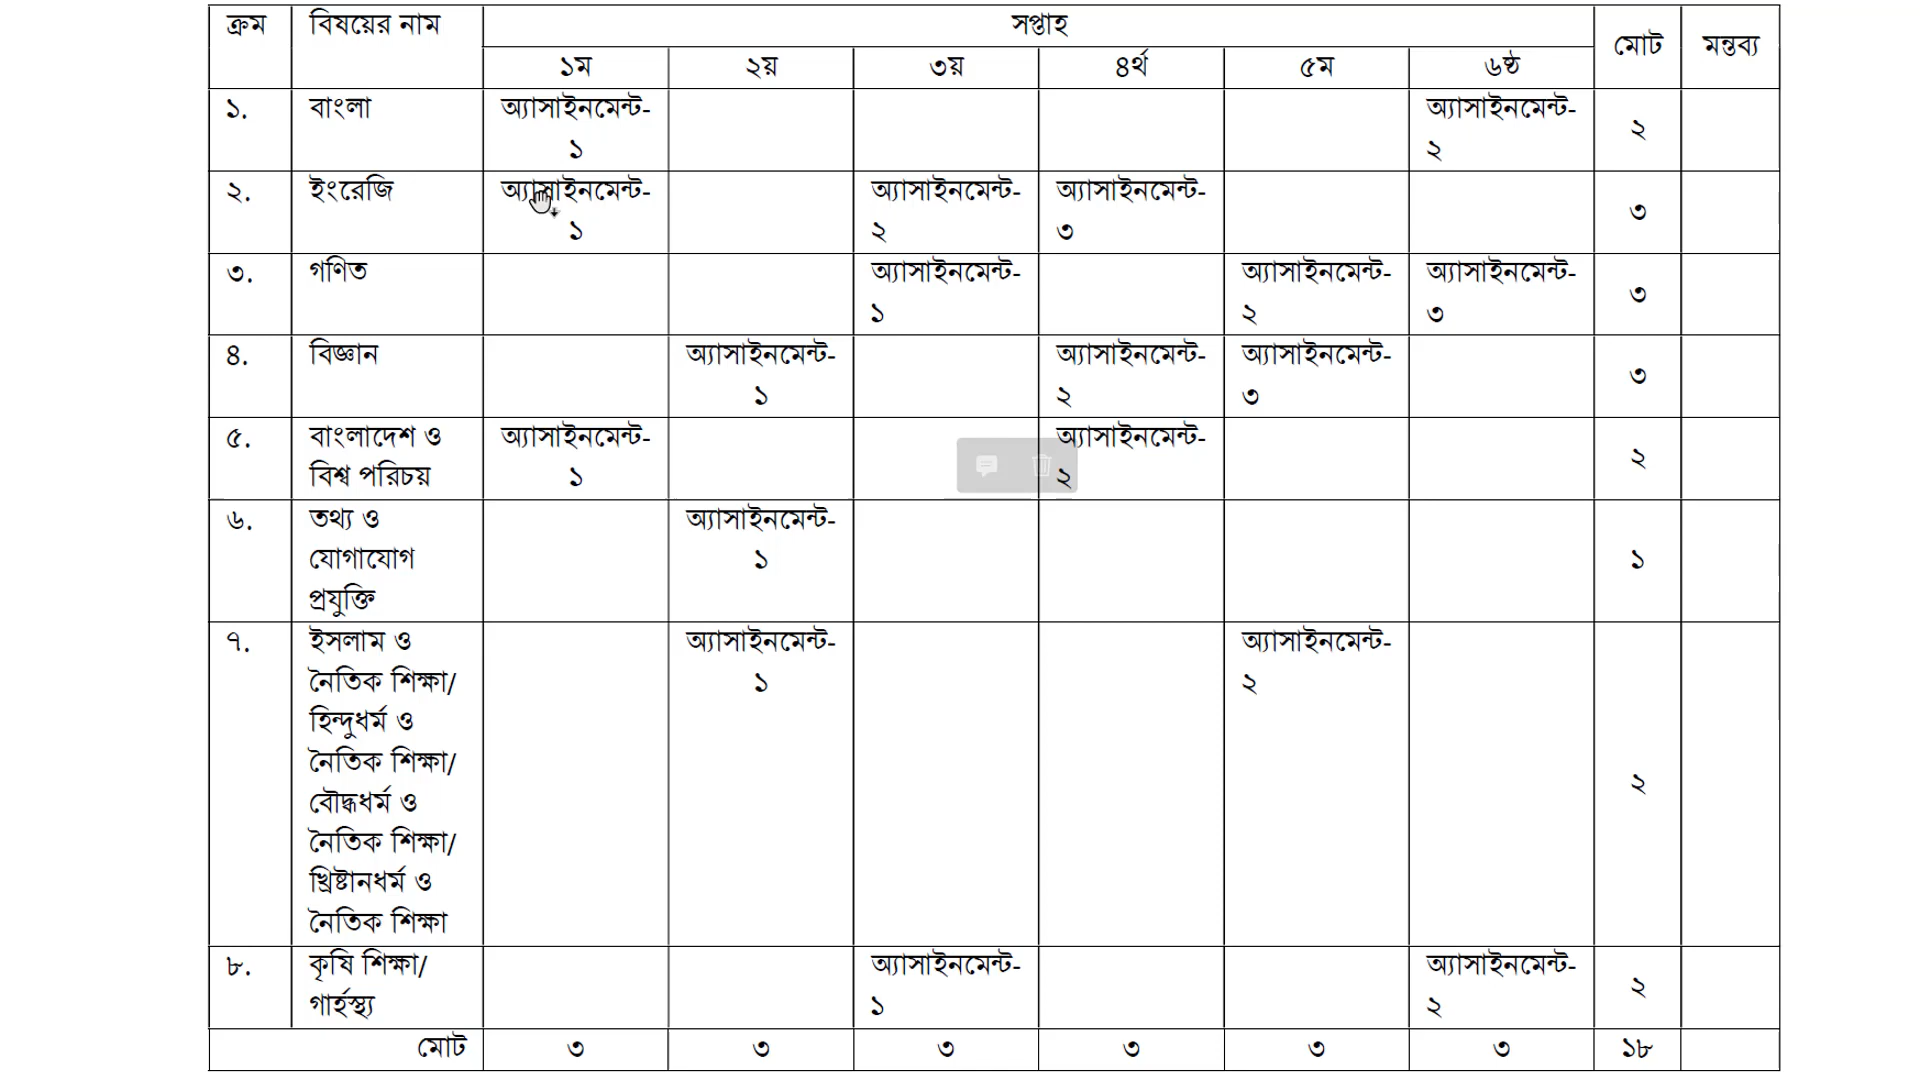 ক্রম বিষয়ের নাম সপ্তাহ মোট মন্তব্য
১ম ২য় ৩য় ৪র্থ ৫ম ৬ষ্ঠ
১. বাংলা অ্যাসাইনমেন্ট- অ্যাসাইনমেন্ট- ২
১ ২
২. ইংরেজি অ্যাসাইনমেন্ট- অ্যাসাইনমেন্ট- অ্যাসাইনমেন্ট- ৩
১ ২ ৩
৩. গণিত অ্যাসাইনমেন্ট- অ্যাসাইনমেন্ট- অ্যাসাইনমেন্ট- ৩
১ ২ ৩
৪. বিজ্ঞান অ্যাসাইনমেন্ট- অ্যাসাইনমেন্ট- অ্যাসাইনমেন্ট- ৩
১ ২ ৩
৫. বাংলাদেশ ও অ্যাসাইনমেন্ট- অ্যাসাইনমেন্ট- ২
বিশ্ব পরিচয় ১ ২
৬. তথ্য ও অ্যাসাইনমেন্ট-
যোগাযোগ ১ ১
প্রযুক্তি
৭. ইসলাম ও অ্যাসাইনমেন্ট- অ্যাসাইনমেন্ট-
নৈতিক শিক্ষা/ ১ ২
হিন্দুধর্ম ও
নৈতিক শিক্ষা/ ২
বৌদ্ধধর্ম ও
নৈতিক শিক্ষা/
খ্রিষ্টানধর্ম ও
নৈতিক শিক্ষা
৮. কৃষি শিক্ষা/ অ্যাসাইনমেন্ট- অ্যাসাইনমেন্ট- ২
গার্হস্থ্য ১ ২
মোট ৩ ৩ ৩ ৩ ৩ ৩ ১৮